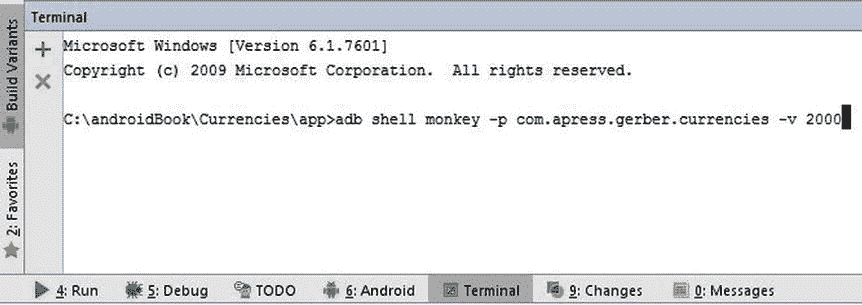 Terminal
Build Variants
2: Favorites
Microsoft Windows [Version 6.1.7601]
Copyright (c) 2009 Microsoft Corporation.  All rights reserved.
C:\androidBook\Currencies\app>adb shell monkey -p com.apress.gerber.currencies -v 2000
4: Run
5: Debug
TODO
6: Android
Terminal
9: Changes
0: Messages